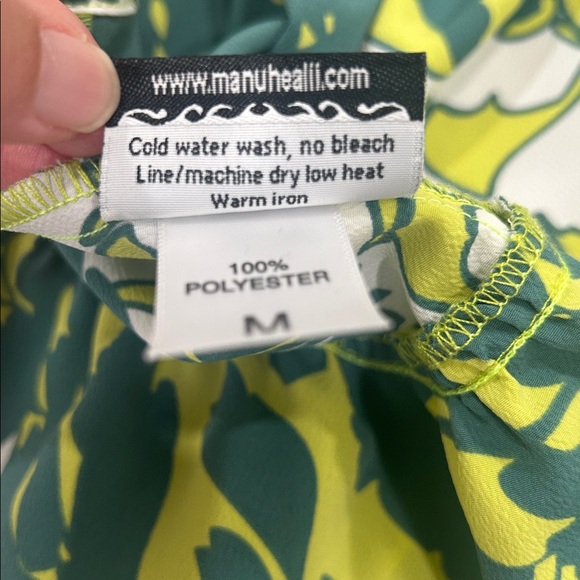 www.manuhealii.com
Cold water wash, no bleach
Line/machine dry low heat
Warm iron
100%
POLYESTER
M